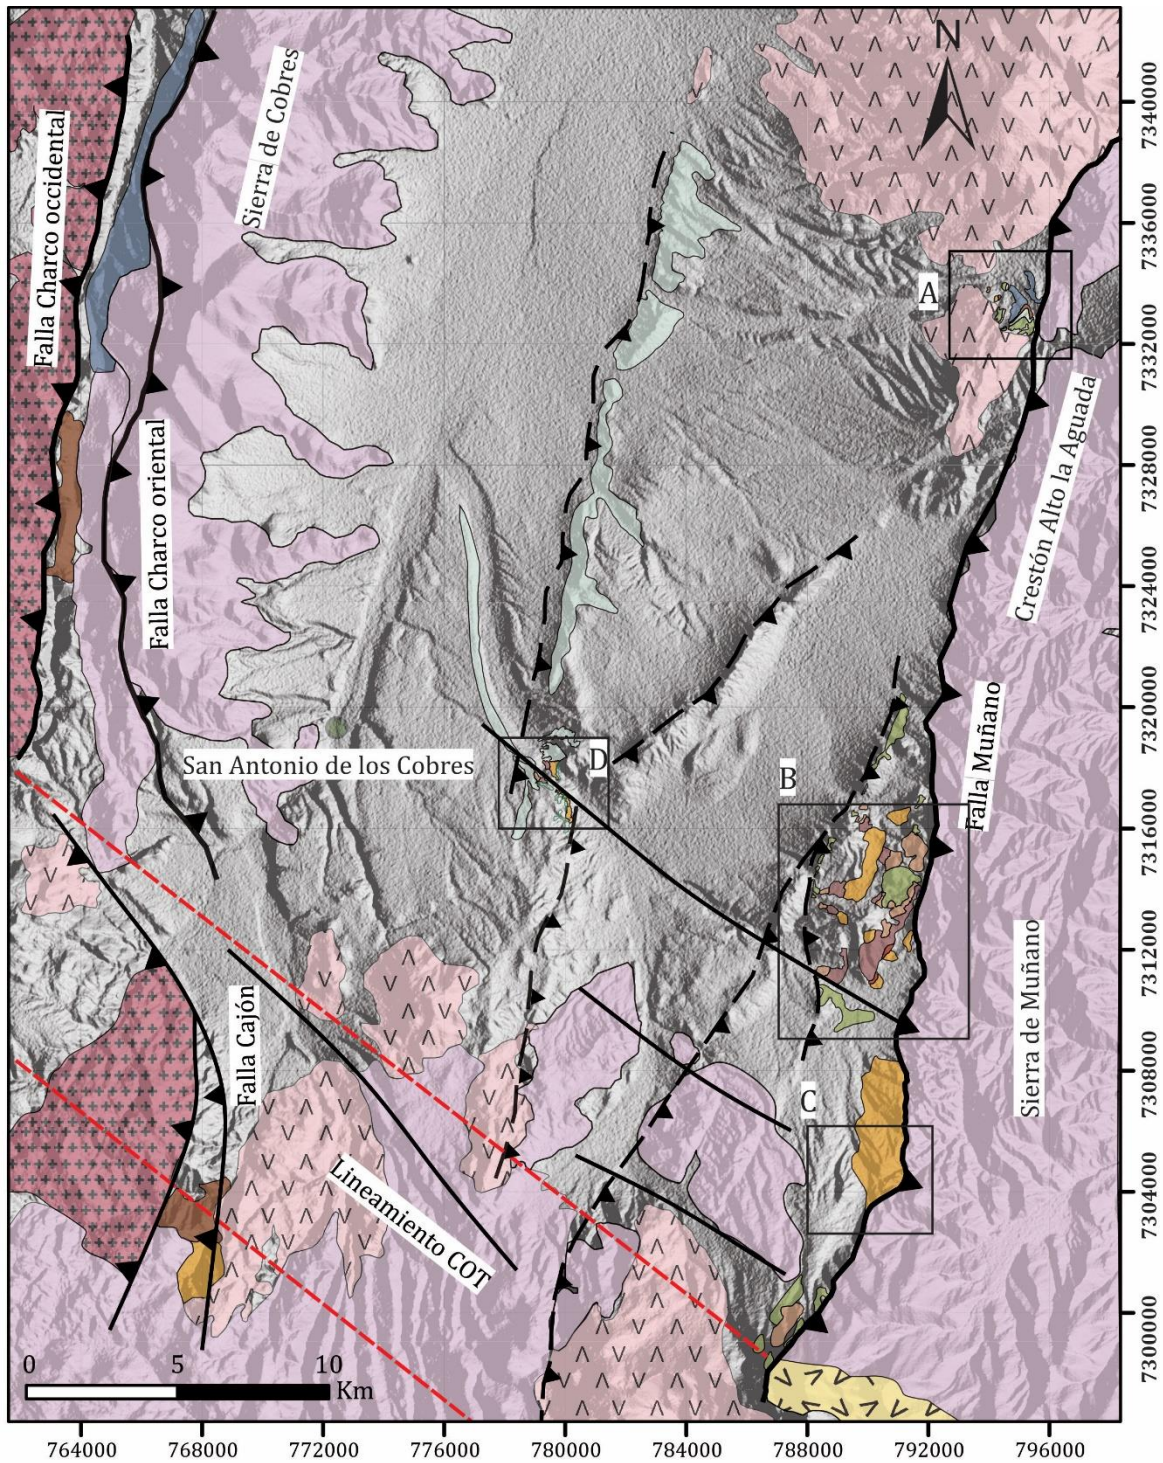 N
Sierra de Cobres
Falla Charco occidental
A
Crestón Alto la Aguada
Falla Charco oriental
San Antonio de los Cobres
D
B
Falla Muñano
Sierra de Muñano
C
Falla Cajón
Lineamiento COT
0 5 10
Km
7340000
7336000
7332000
7328000
7324000
7320000
7316000
7312000
7308000
7304000
7300000
764000 768000 772000 776000 780000 784000 788000 792000 796000